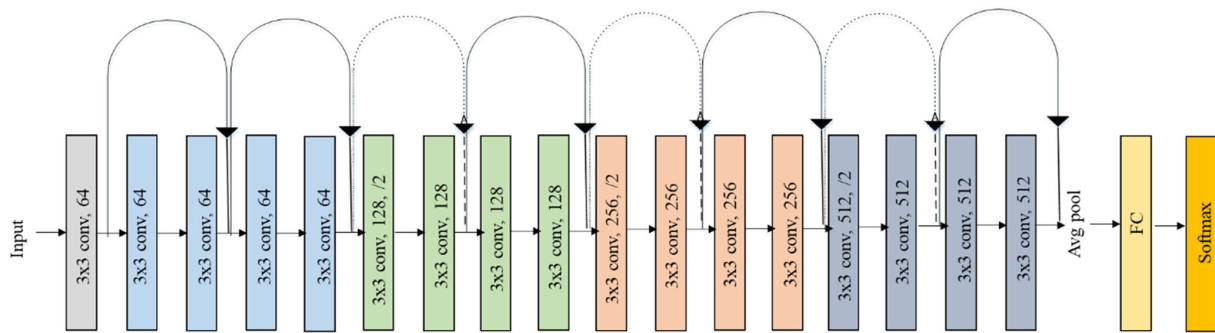 Input
3x3 conv, 64
3x3 conv, 64
3x3 conv, 64
3x3 conv, 64
3x3 conv, 64
3x3 conv, 128, /2
3x3 conv, 128
3x3 conv, 128
3x3 conv, 128
3x3 conv, 256, /2
3x3 conv, 256
3x3 conv, 256
3x3 conv, 256
3x3 conv, 512, /2
3x3 conv, 512
3x3 conv, 512
3x3 conv, 512
Avg pool
FC
Softmax